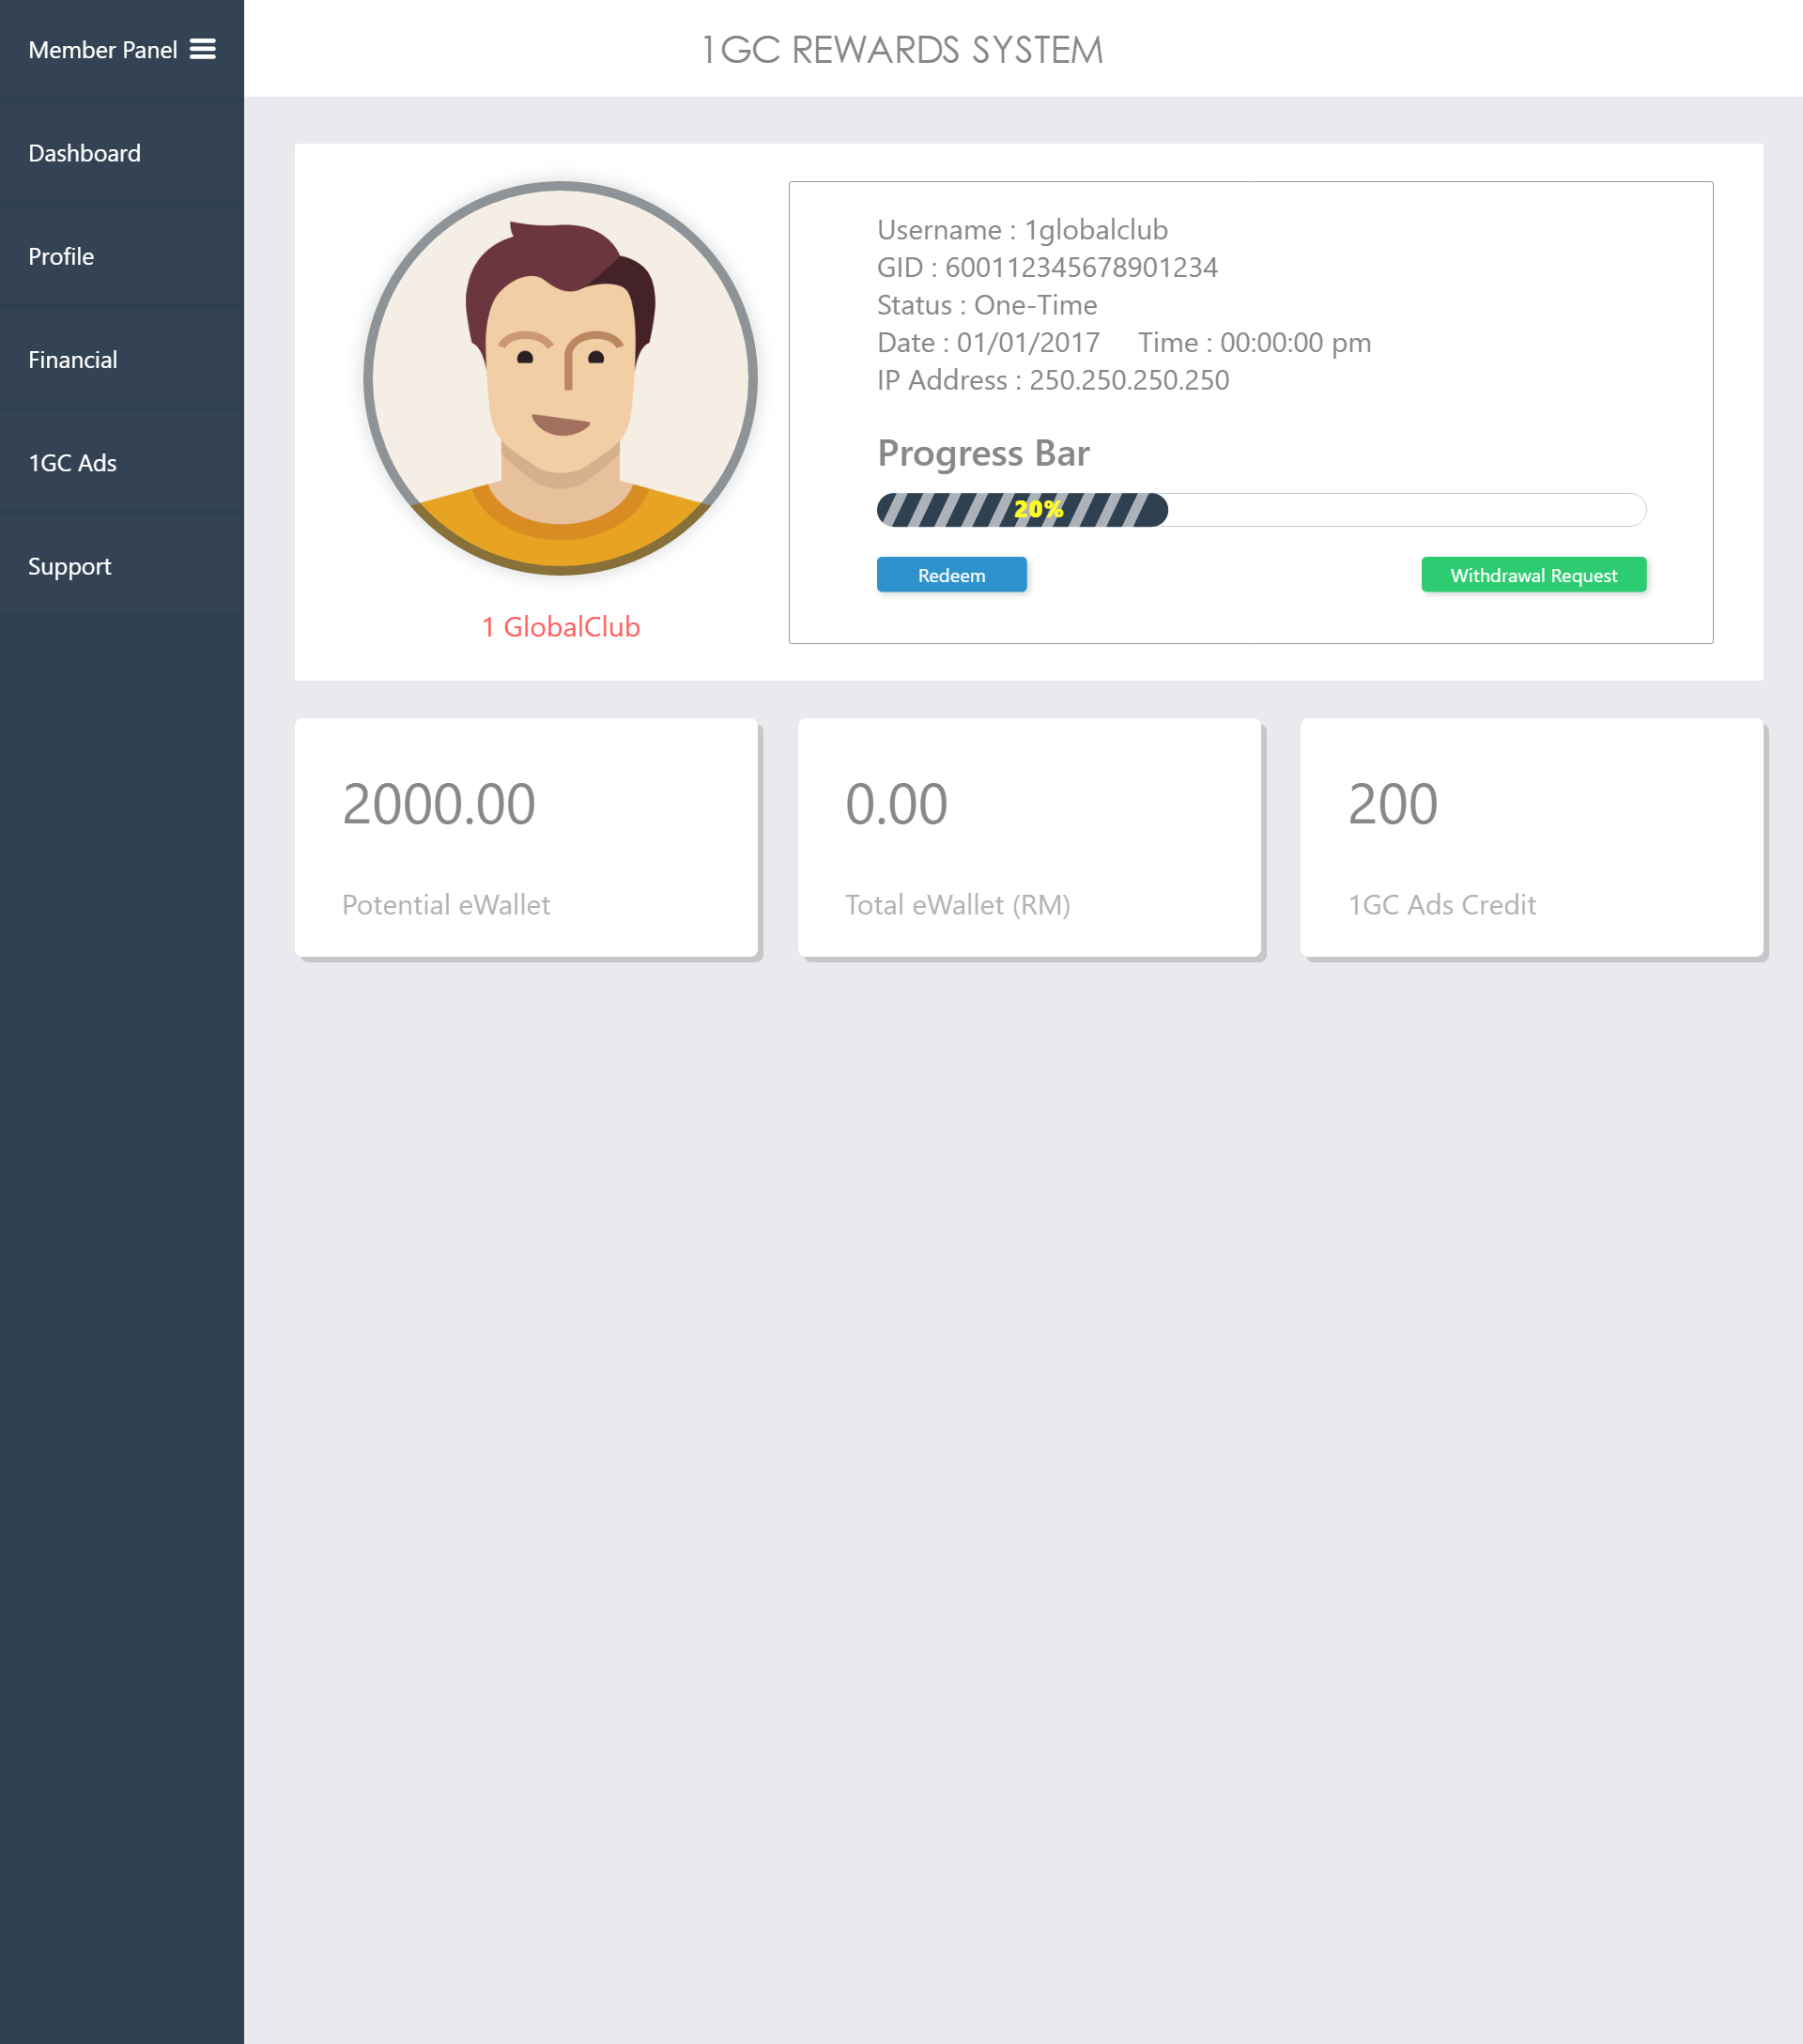 Member Panel
1GC REWARDS SYSTEM
Dashboard
Profile
Financial
1GC Ads
Support
1 GlobalClub
Username : 1globalclub
GID : 600112345678901234
Status : One-Time
Date : 01/01/2017 Time : 00:00:00 pm
IP Address : 250.250.250.250
Progress Bar
20%
Redeem
Withdrawal Request
2000.00
Potential eWallet
0.00
Total eWallet (RM)
200
1GC Ads Credit